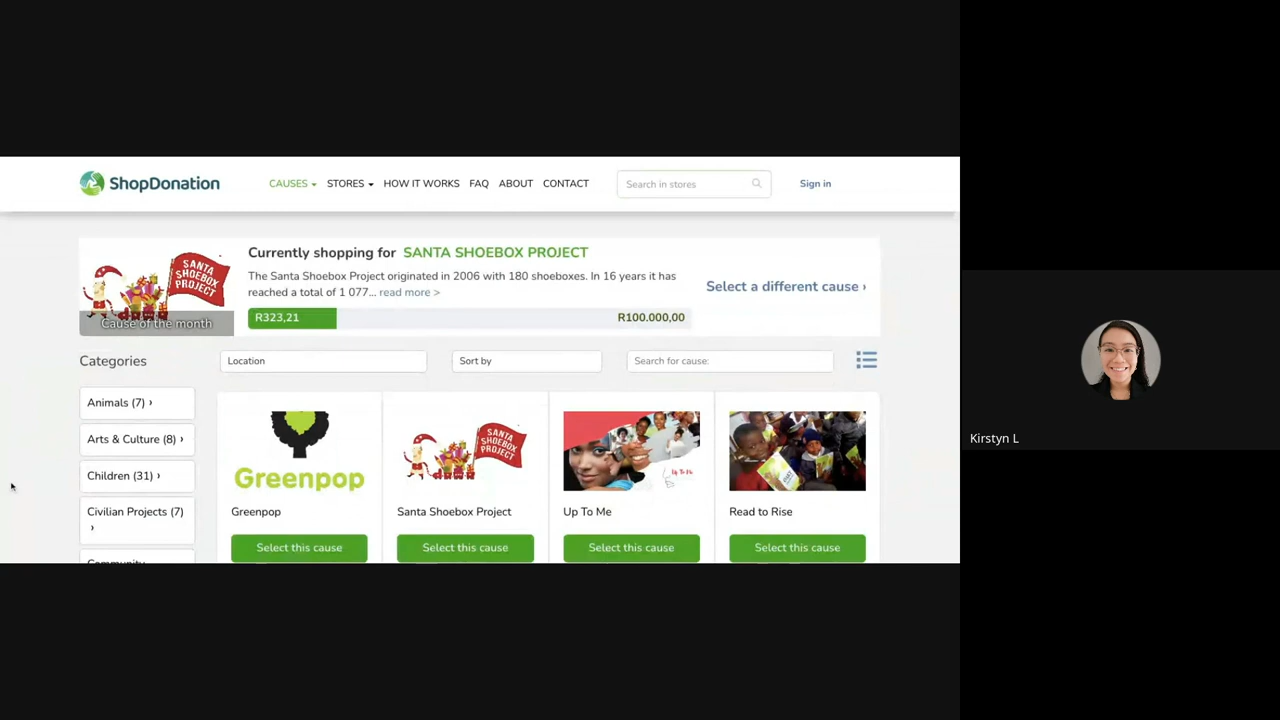 ShopDonation
CAUSES STORES HOW IT WORKS FAQ ABOUT CONTACT
Search in stores
Sign in
SANTA SHOEBOX PROJECT
Cause of the month
Currently shopping for SANTA SHOEBOX PROJECT
The Santa Shoebox Project originated in 2006 with 180 shoeboxes. In 16 years it has
reached a total of 1 077... read more >
R323,21 R100.000,00
Select a different cause ›
Categories
Location
Sort by
Search for cause:
Animals (7) ›
Arts & Culture (8) ›
Children (31) ›
Civilian Projects (7)
›
Community
Greenpop
Greenpop
Select this cause
SANTA SHOEBOX PROJECT
Santa Shoebox Project
Select this cause
Up To Me
Up To Me
Select this cause
Read to Rise
Select this cause
Kirstyn L